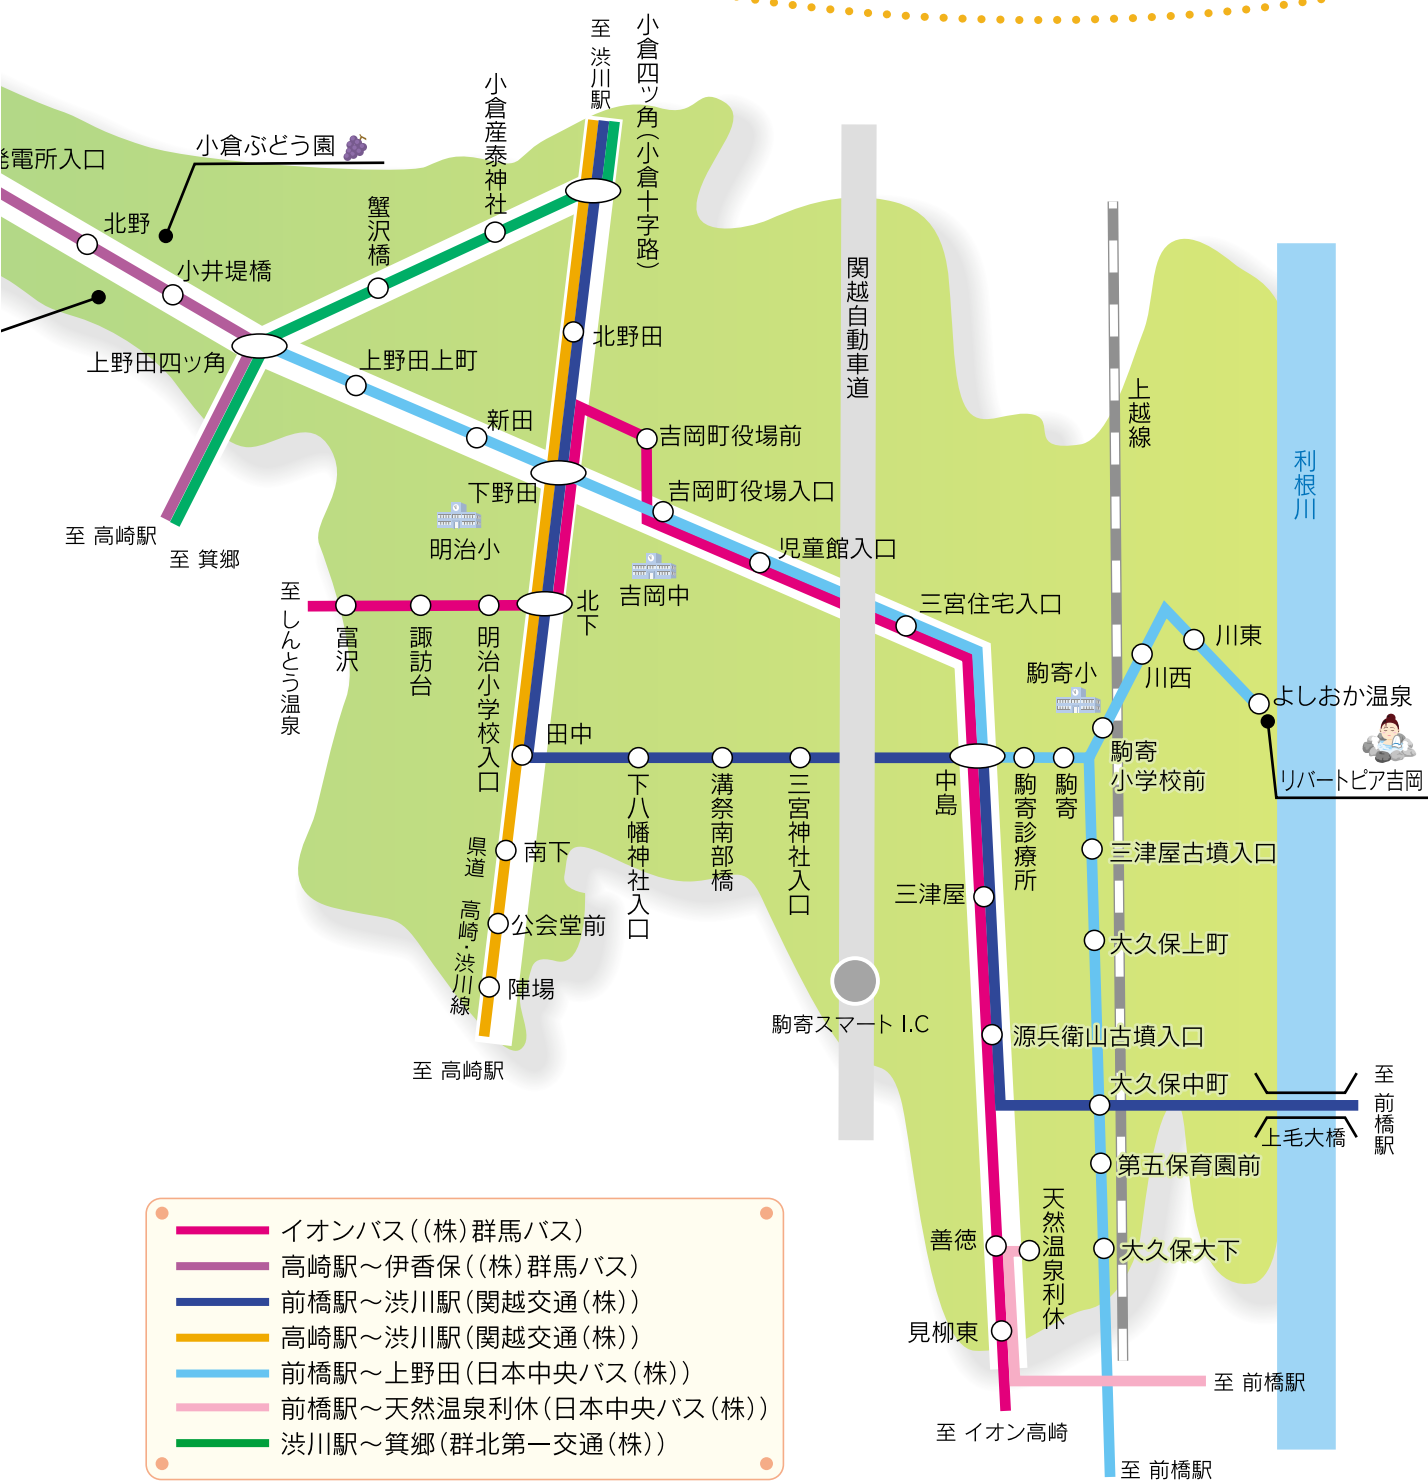 至 渋川駅
小倉四ツ角(小倉十字路)
小倉産泰神社
小倉ぶどう園
電所入口
北野
蟹沢橋
小井堤橋
上野田四ツ角
上野田上町
北野田
新田
吉岡町役場前
関越自動車道
上越線
利根川
下野田
吉岡町役場入口
明治小
児童館入口
吉岡中
至 高崎駅
至 箕郷
至 しんとう温泉
富沢
諏訪台
明治小学校入口
北下
三宮住宅入口
駒寄小
川西
川東
よしおか温泉
リバートピア吉岡
田中
下八幡神社入口
溝祭南部橋
三宮神社入口
中島
駒寄診療所
駒寄
駒寄
小学校前
県道 高崎・渋川線
南下
公会堂前
陣場
至 高崎駅
三津屋
三津屋古墳入口
大久保上町
駒寄スマート I.C
源兵衛山古墳入口
大久保中町
上毛大橋
至 前橋駅
第五保育園前
善徳
天然温泉利休
大久保大下
見柳東
至 前橋駅
至 イオン高崎
至 前橋駅
イオンバス((株)群馬バス)
高崎駅～伊香保((株)群馬バス)
前橋駅～渋川駅(関越交通(株))
高崎駅～渋川駅(関越交通(株))
前橋駅～上野田(日本中央バス(株))
前橋駅～天然温泉利休(日本中央バス(株))
渋川駅～箕郷(群北第一交通(株))